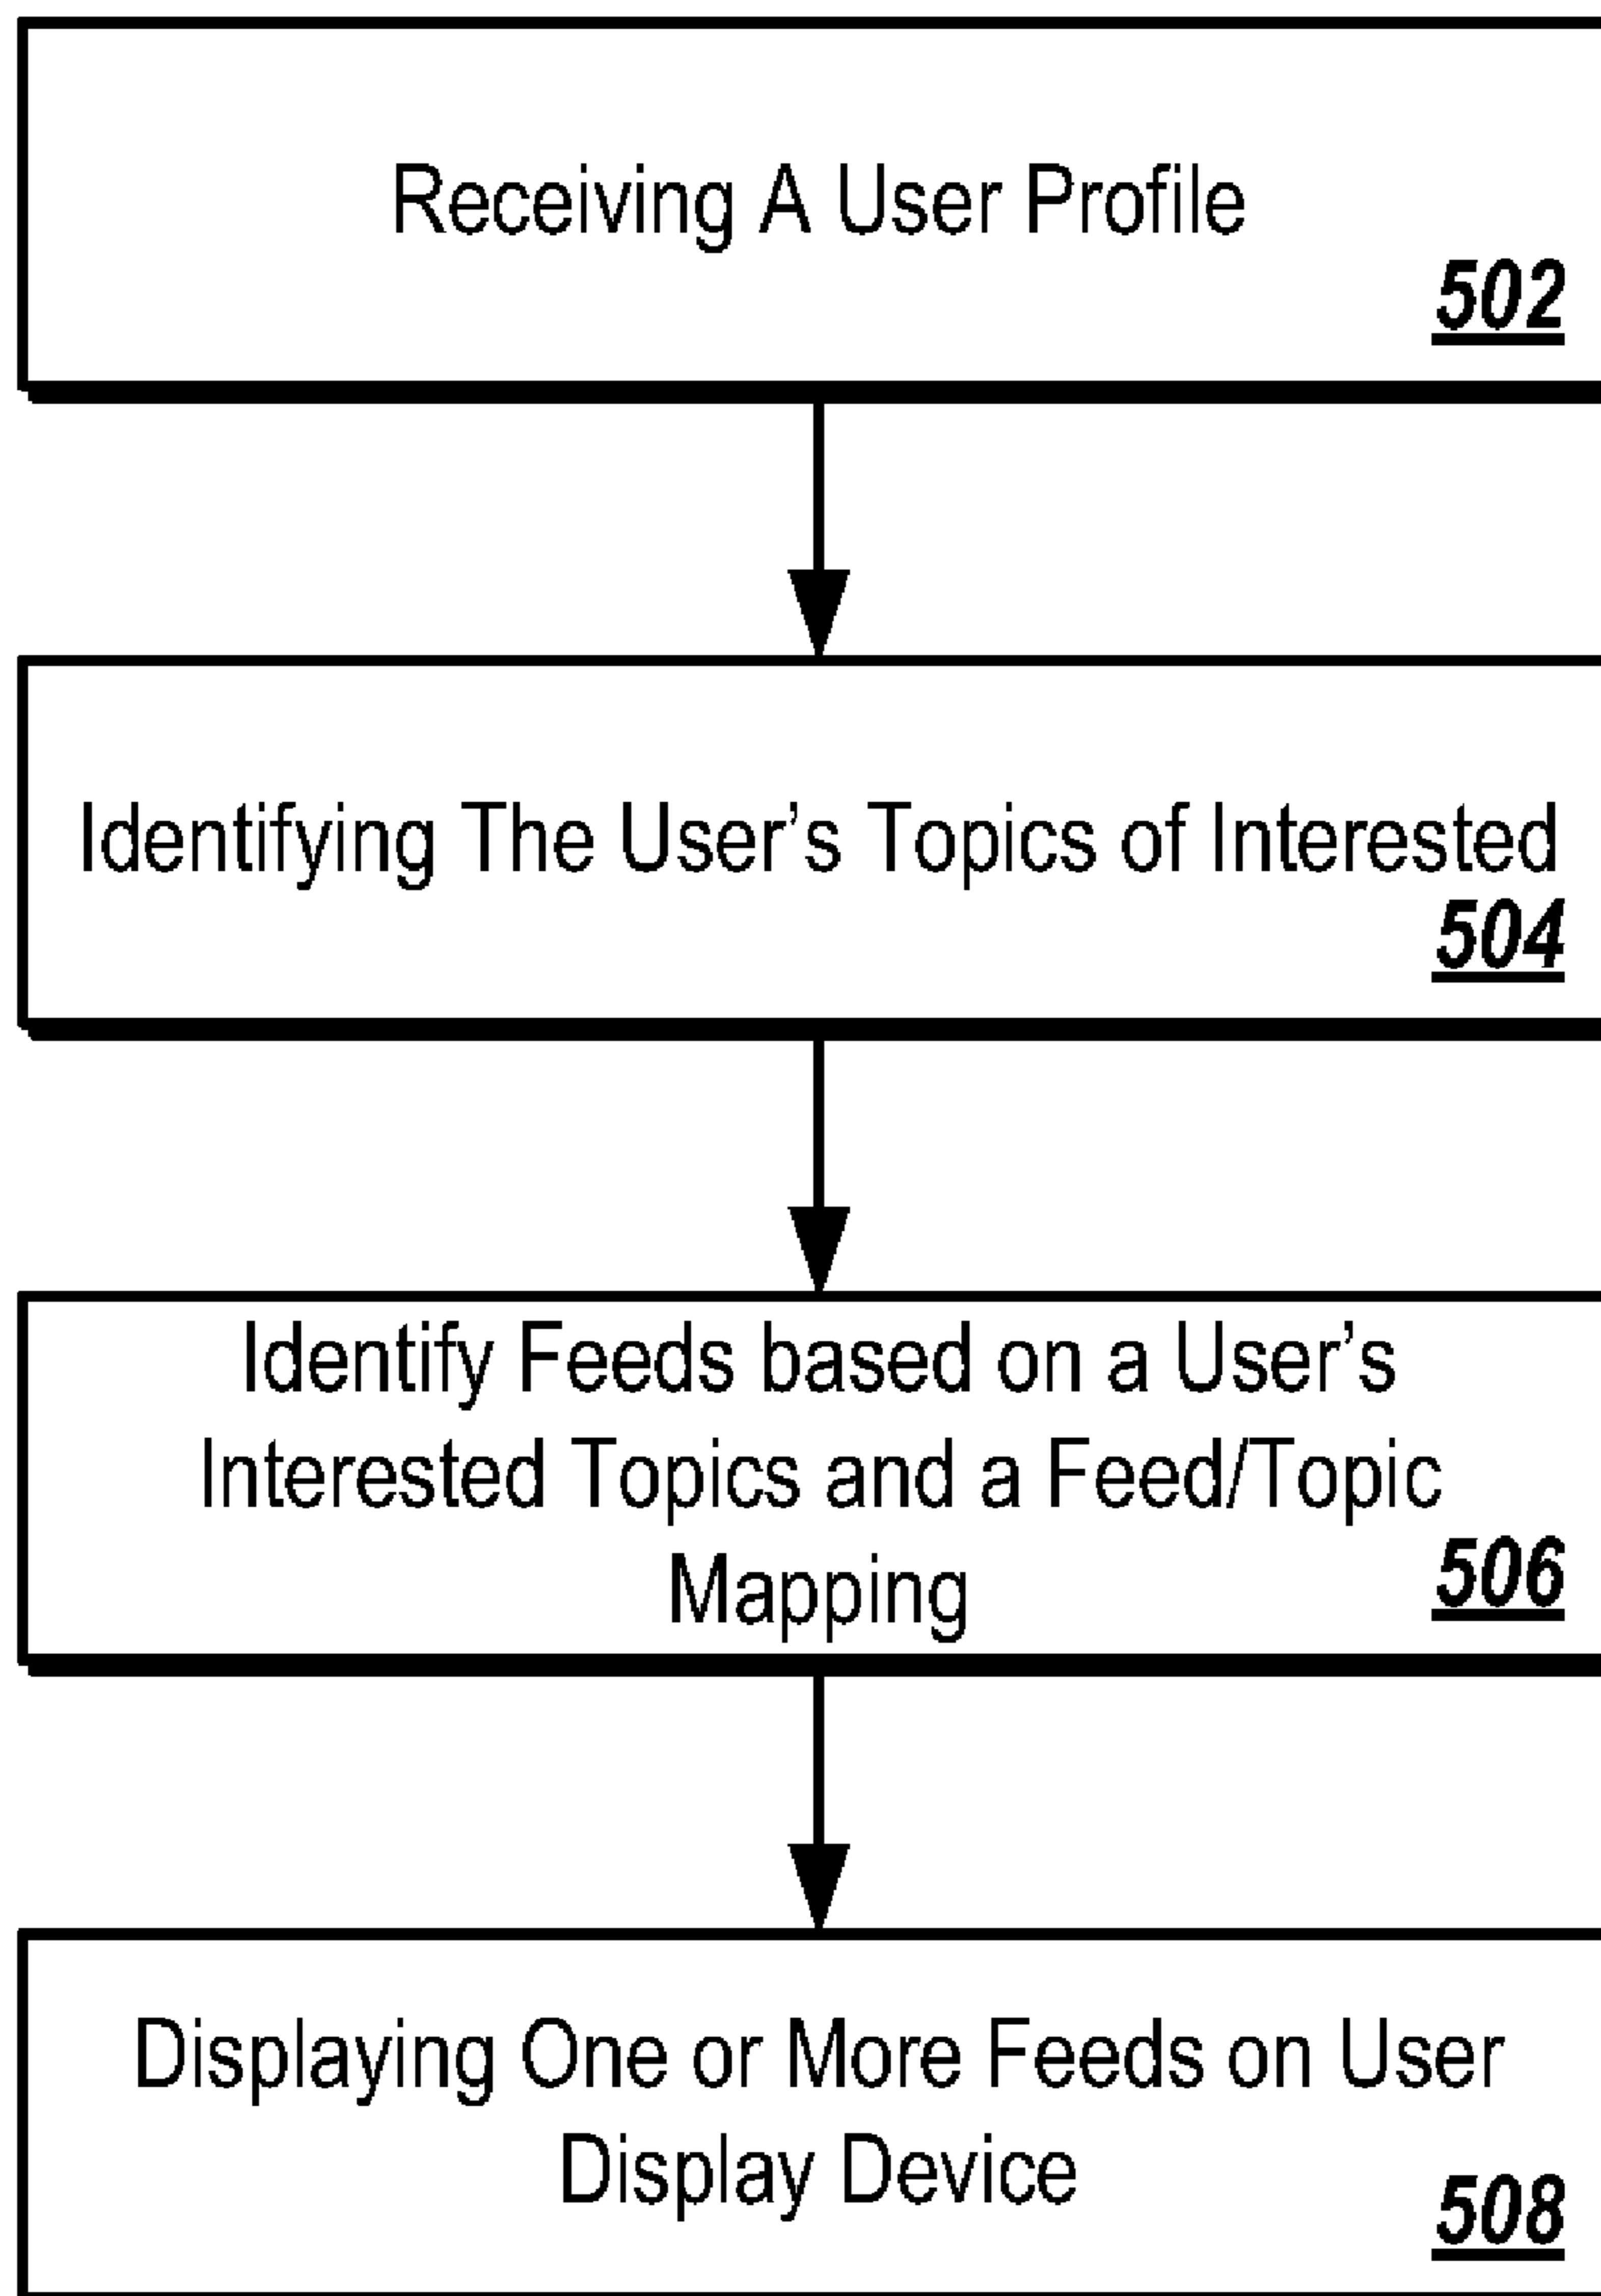 Receiving A User Profile
502
Identifying The User's Topics of Interested
504
Identify Feeds based on a User's
Interested Topics and a Feed/Topic
Mapping
506
Displaying One or More Feeds on User
Display Device
508